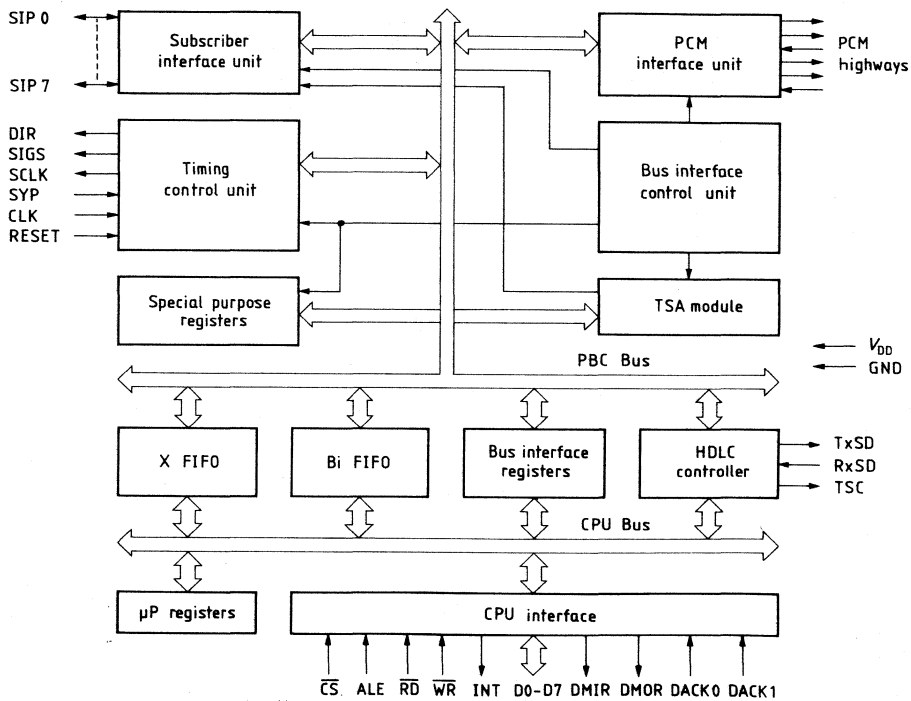 SIP 0
SIP 7
Subscriber
interface unit
PCM
interface unit
PCM
highways
DIR
SIGS
SCLK
SYP
CLK
RESET
Timing
control unit
Bus interface
control unit
Special purpose
registers
TSA module
V_DD
GND
PBC Bus
X FIFO
Bi FIFO
Bus interface
registers
HDLC
controller
TxSD
RxSD
TSC
CPU Bus
µP registers
CPU interface
C̅S̅ ALE R̅D̅ W̅R̅ INT D0-D7 DMIR DMOR DACK0 DACK1